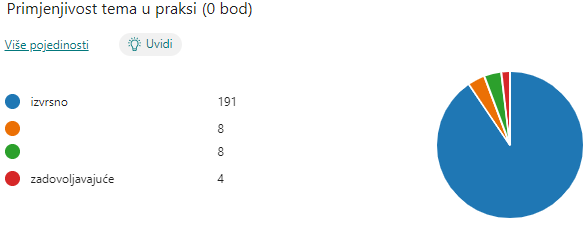 Primjenjivost tema u praksi (0 bod)
Više pojedinosti
Uvidi
izvrsno 191
8
8
zadovoljavajuće 4